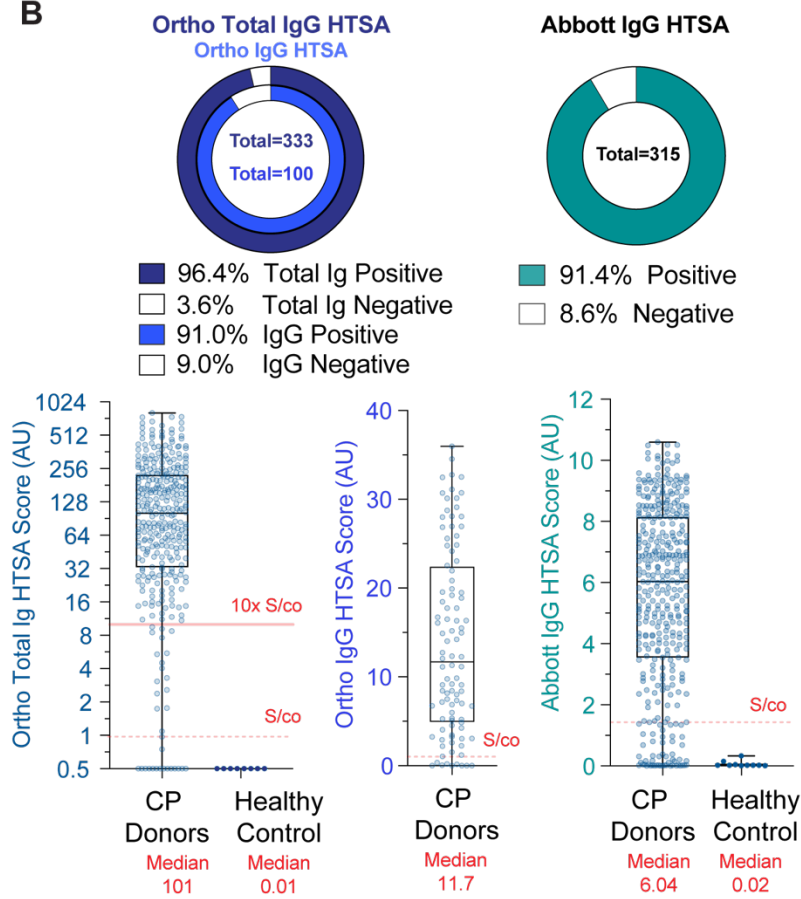 B
Ortho Total IgG HTSA
Ortho IgG HTSA
Total=333
Total=100
96.4% Total Ig Positive
3.6% Total Ig Negative
91.0% IgG Positive
9.0% IgG Negative
Abbott IgG HTSA
Total=315
91.4% Positive
8.6% Negative
Ortho Total Ig HTSA Score (AU)
1024
512
256
128
64
32
16
8
4
2
1
0.5
10x S/co
S/co
CP
Donors
Median
101
Healthy
Control
Median
0.01
Ortho IgG HTSA Score (AU)
40
30
20
10
0
S/co
CP
Donors
Median
11.7
Abbott IgG HTSA Score (AU)
12
10
8
6
4
2
0
S/co
CP
Donors
Median
6.04
Healthy
Control
Median
0.02